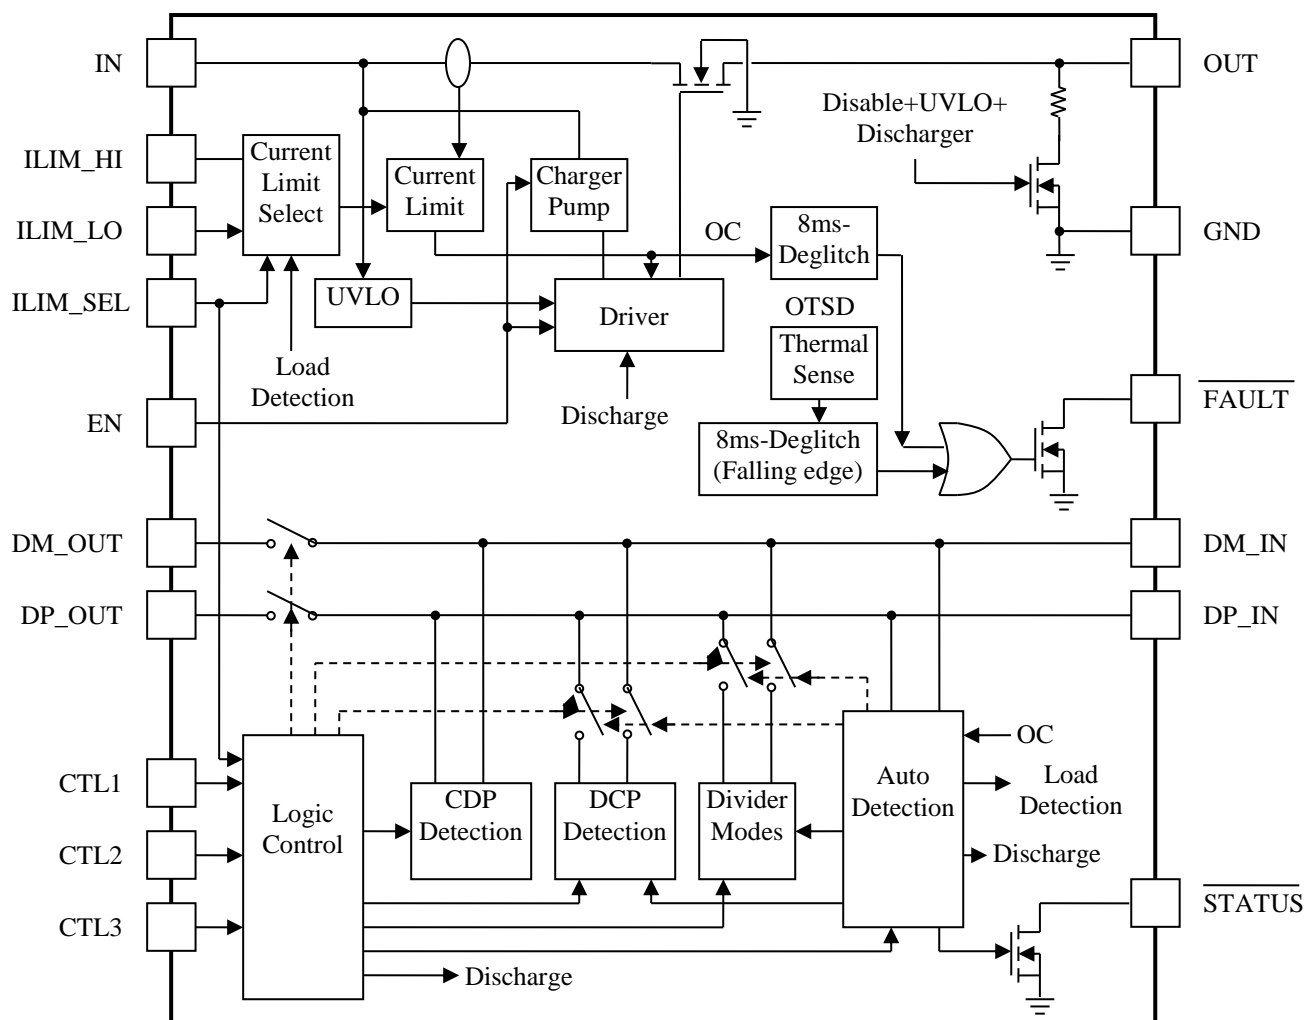 IN
OUT
Disable+UVLO+
Discharger
ILIM_HI
Current
Limit
Select
Current
Limit
Charger
Pump
ILIM_LO
OC
8ms-
Deglitch
GND
ILIM_SEL
UVLO
Driver
OTSD
Thermal
Sense
Load
Detection
Discharge
FAULT
EN
8ms-Deglitch
(Falling edge)
DM_OUT
DM_IN
DP_OUT
DP_IN
OC
CTL1
Logic
Control
CDP
Detection
DCP
Detection
Divider
Modes
Auto
Detection
Load
Detection
CTL2
Discharge
CTL3
STATUS
Discharge